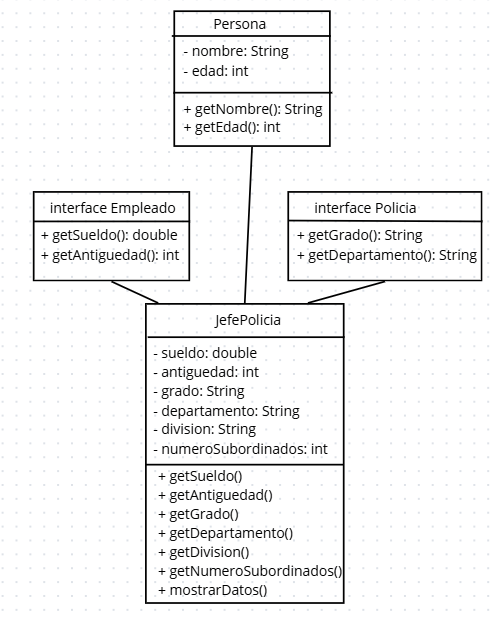 Persona
- nombre: String
- edad: int
+ getNombre(): String
+ getEdad(): int
interface Empleado
+ getSueldo(): double
+ getAntiguedad(): int
interface Policia
+ getGrado(): String
+ getDepartamento(): String
JefePolicia
- sueldo: double
- antiguedad: int
- grado: String
- departamento: String
- division: String
- numeroSubordinados: int
+ getSueldo()
+ getAntiguedad()
+ getGrado()
+ getDepartamento()
+ getDivision()
+ getNumeroSubordinados()
+ mostrarDatos()